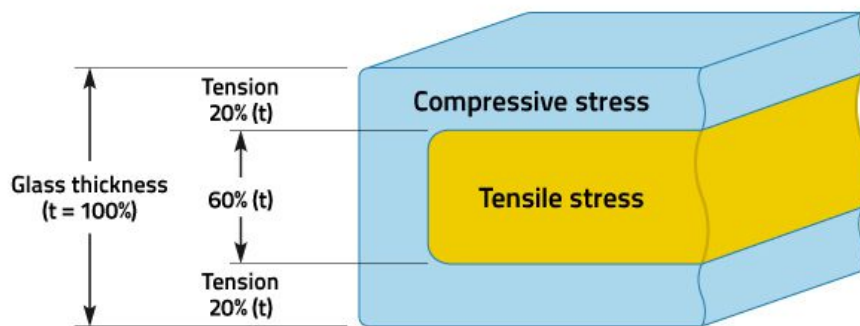 Tension
20% (t)
Compressive stress
Glass thickness
(t = 100%)
60% (t)
Tensile stress
Tension
20% (t)